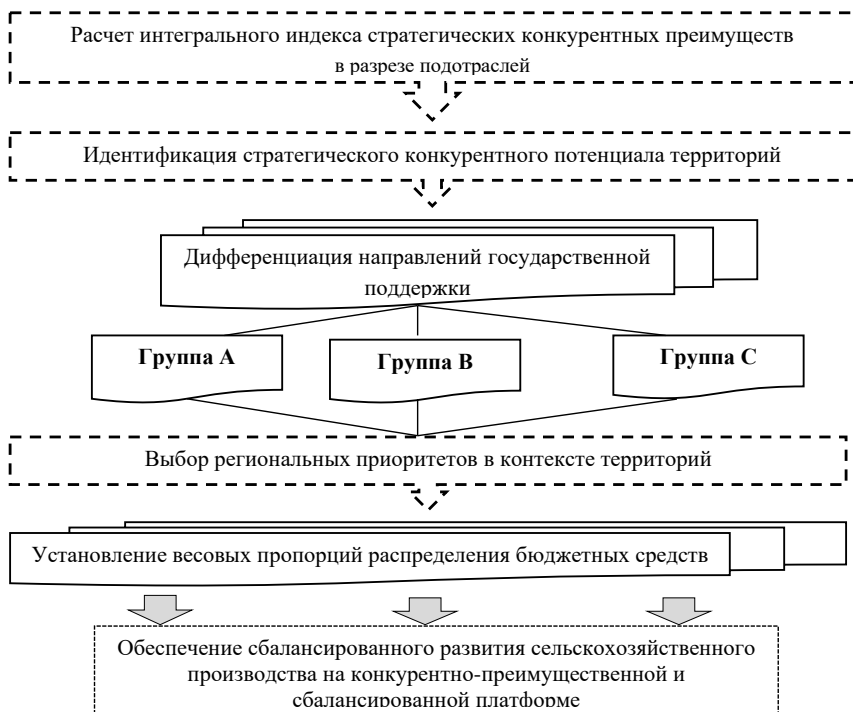 Расчет интегрального индекса стратегических конкурентных преимуществ
в разрезе подотраслей
Идентификация стратегического конкурентного потенциала территорий
Дифференциация направлений государственной
поддержки
Группа А
Группа В
Группа С
Выбор региональных приоритетов в контексте территорий
Установление весовых пропорций распределения бюджетных средств
Обеспечение сбалансированного развития сельскохозяйственного
производства на конкурентно-преимущественной и
сбалансированной платформе